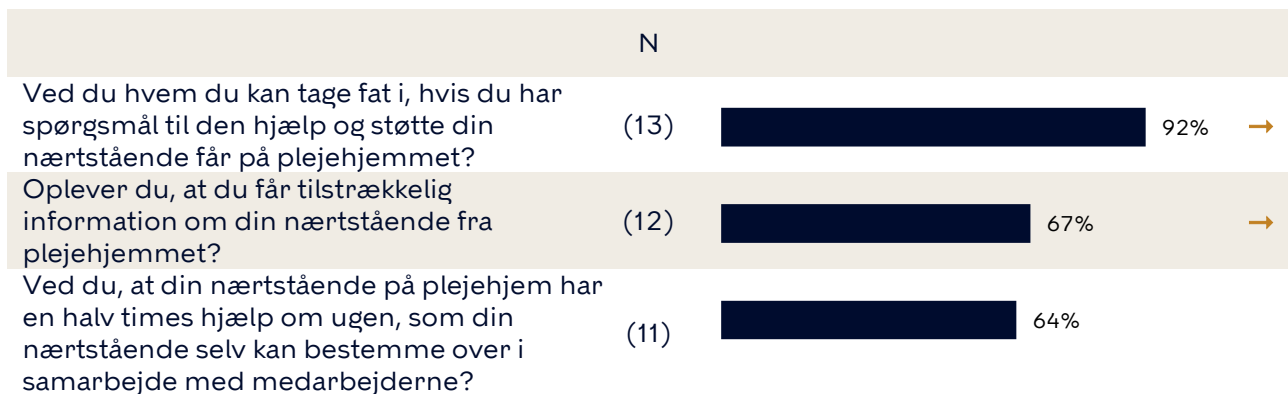 N
Ved du hvem du kan tage fat i, hvis du har
spørgsmål til den hjælp og støtte din
nærtstående får på plejehjemmet?
(13)
92%
→
Oplever du, at du får tilstrækkelig
information om din nærtstående fra
plejehjemmet?
(12)
67%
→
Ved du, at din nærtstående på plejehjem har
en halv times hjælp om ugen, som din
nærtstående selv kan bestemme over i
samarbejde med medarbejderne?
(11)
64%